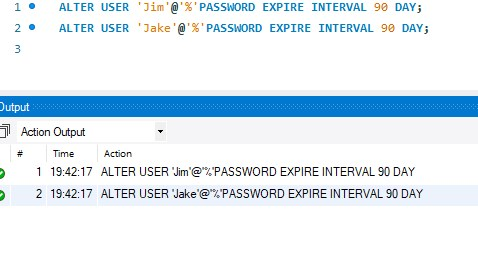 1 ALTER USER 'Jim'@'%'PASSWORD EXPIRE INTERVAL 90 DAY;
2 ALTER USER 'Jake'@'%'PASSWORD EXPIRE INTERVAL 90 DAY;
3
Output
Action Output
# Time Action
1 19:42:17 ALTER USER 'Jim'@'%'PASSWORD EXPIRE INTERVAL 90 DAY
2 19:42:17 ALTER USER 'Jake'@'%'PASSWORD EXPIRE INTERVAL 90 DAY